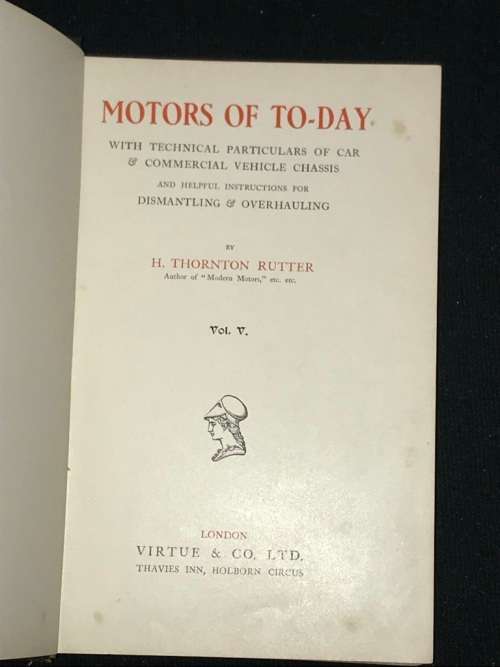 MOTORS OF TO-DAY
WITH TECHNICAL PARTICULARS OF CAR
& COMMERCIAL VEHICLE CHASSIS
AND HELPFUL INSTRUCTIONS FOR
DISMANTLING & OVERHAULING
BY
H. THORNTON RUTTER
Author of "Modern Motors," etc. etc.
Vol. V.
LONDON
VIRTUE & CO. LTD.
THAVIES INN, HOLBORN CIRCUS